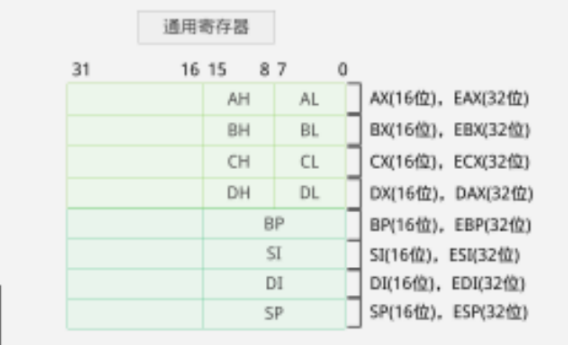 通用寄存器
31 16 15 8 7 0
AH AL AX(16位)，EAX(32位)
BH BL BX(16位)，EBX(32位)
CH CL CX(16位)，ECX(32位)
DH DL DX(16位)，DAX(32位)
BP BP(16位)，EBP(32位)
SI SI(16位)，ESI(32位)
DI DI(16位)，EDI(32位)
SP SP(16位)，ESP(32位)